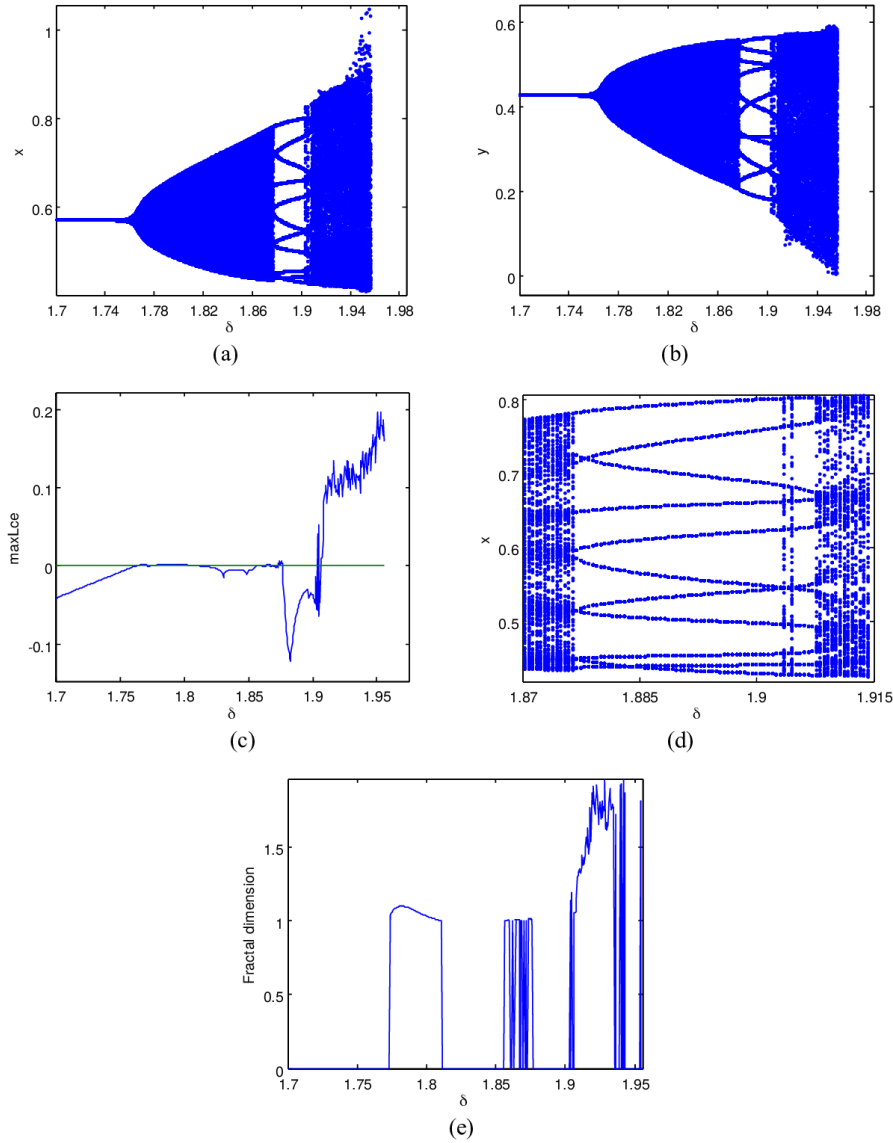 1
0.8
x
0.6
1.7 1.74 1.78 1.82 1.86 1.9 1.94 1.98
δ
(a)
0.6
0.4
y
0.2
0
1.7 1.74 1.78 1.82 1.86 1.9 1.94 1.98
δ
(b)
0.2
0.1
maxLce
0
-0.1
1.7 1.75 1.8 1.85 1.9 1.95
δ
(c)
0.8
0.7
x
0.6
0.5
1.87 1.885 1.9 1.915
δ
(d)
1.5
Fractal dimension
1
0.5
0
1.7 1.75 1.8 1.85 1.9 1.95
δ
(e)